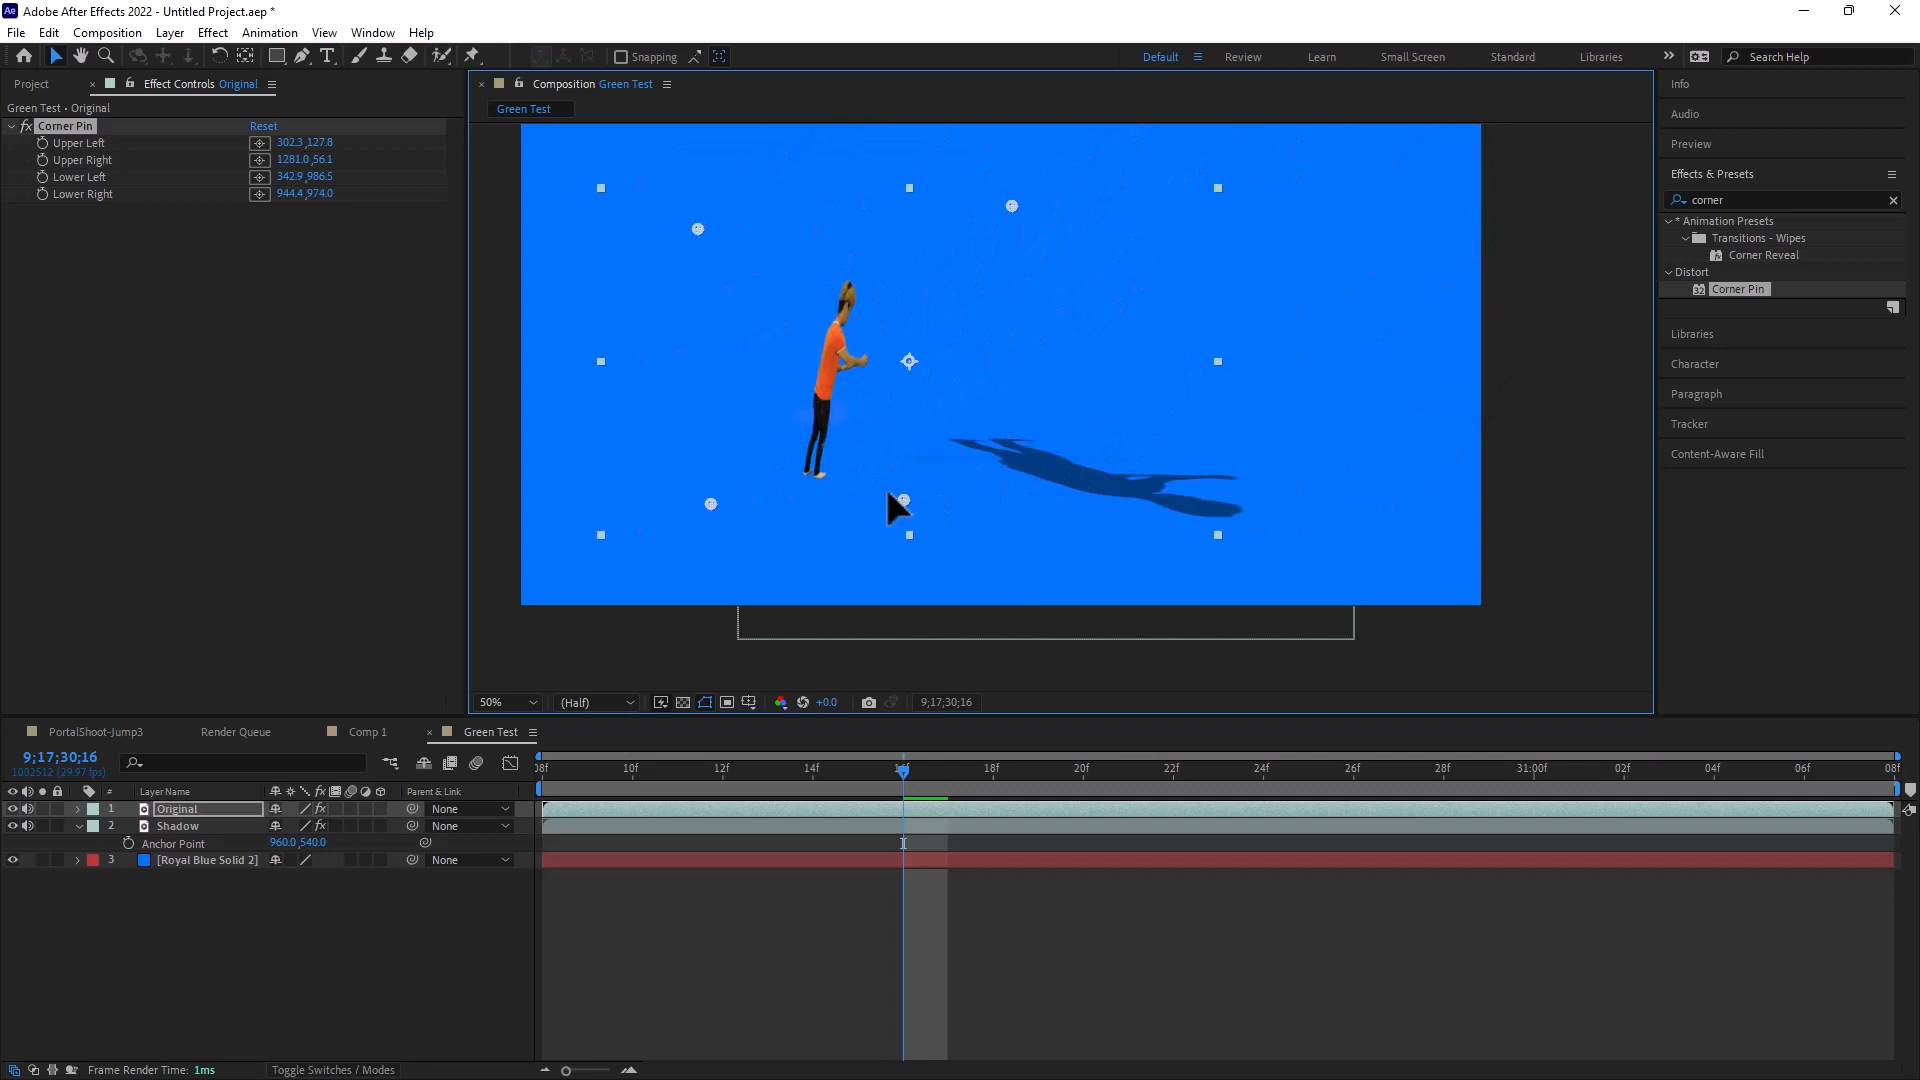 Ae Adobe After Effects 2022 - Untitled Project.aep *
File Edit Composition Layer Effect Animation View Window Help
Snapping Default Review Learn Small Screen Standard Libraries Search Help
Project Effect Controls Original
Green Test • Original
fx Corner Pin Reset
Upper Left 302.3,127.8
Upper Right 1281.0,56.1
Lower Left 342.9,986.5
Lower Right 944.4,974.0
Composition Green Test
Green Test
Info
Audio
Preview
Effects & Presets
corner
* Animation Presets
Transitions - Wipes
Corner Reveal
Distort
32 Corner Pin
Libraries
Character
Paragraph
Tracker
Content-Aware Fill
50% (Half) +0.0 9;17;30;16
PortalShoot-Jump3 Render Queue Comp 1 Green Test
9;17;30;16
1002512 (29.97 fps)
08f 10f 12f 14f 16f 18f 20f 22f 24f 26f 28f 31:00f 02f 04f 06f 08f
# Layer Name fx Parent & Link
1 Original fx None
2 Shadow fx None
Anchor Point 960.0,540.0
3 [Royal Blue Solid 2] None
Frame Render Time: 1ms Toggle Switches / Modes